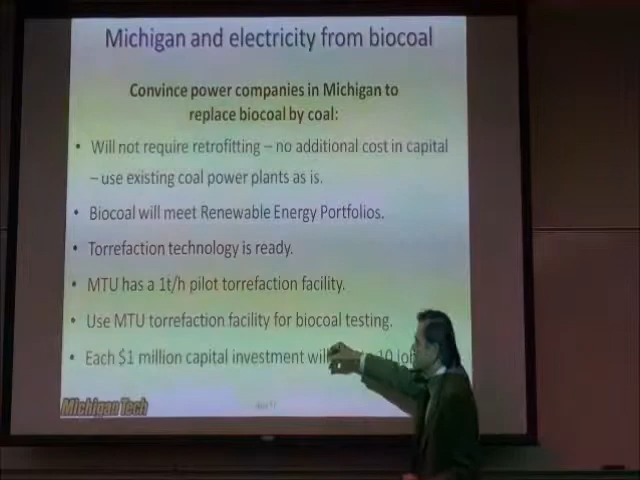 Michigan and electricity from biocoal
Convince power companies in Michigan to
replace biocoal by coal:
• Will not require retrofitting – no additional cost in capital
– use existing coal power plants as is.
• Biocoal will meet Renewable Energy Portfolios.
• Torrefaction technology is ready.
• MTU has a 1t/h pilot torrefaction facility.
• Use MTU torrefaction facility for biocoal testing.
• Each $1 million capital investment 10
Michigan Tech